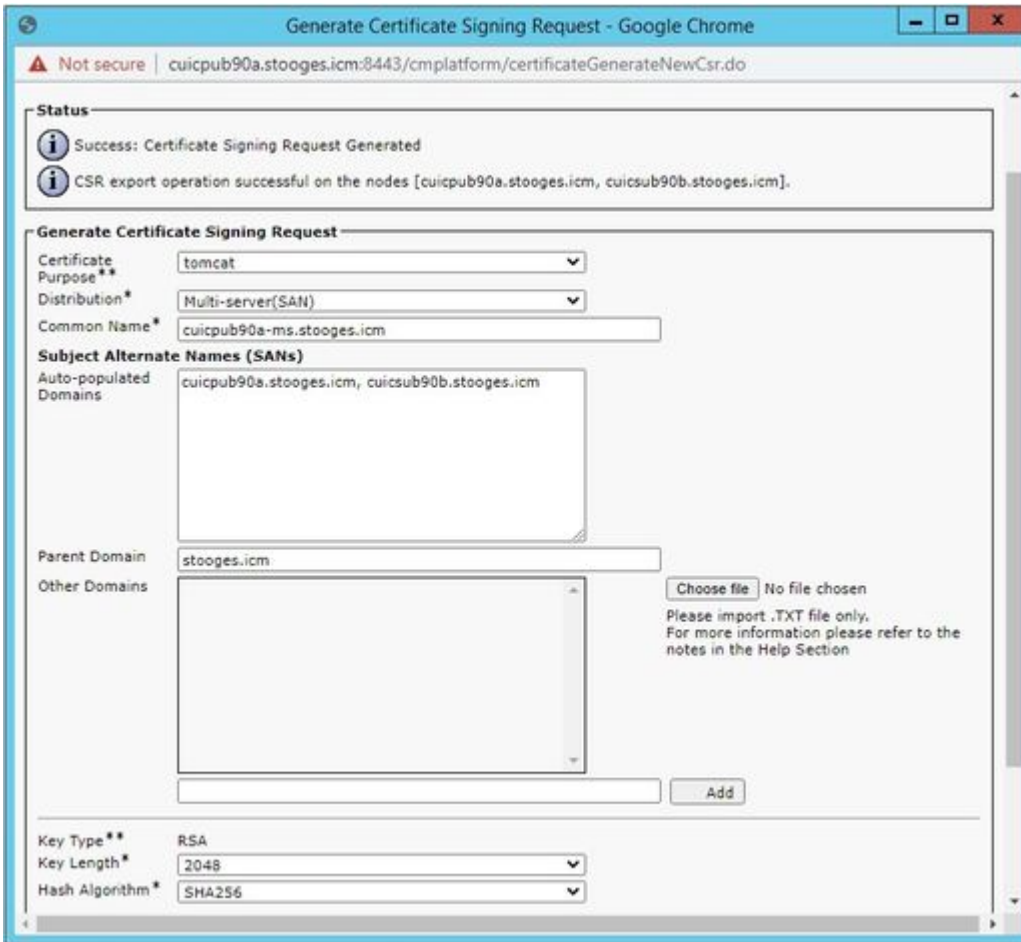 Generate Certificate Signing Request - Google Chrome
Not secure | cuicpub90a.stooges.icm:8443/cmplatform/certificateGenerateNewCsr.do
Status
Success: Certificate Signing Request Generated
CSR export operation successful on the nodes [cuicpub90a.stooges.icm, cuicsub90b.stooges.icm].
Generate Certificate Signing Request
Certificate Purpose** tomcat
Distribution* Multi-server(SAN)
Common Name* cuicpub90a-ms.stooges.icm
Subject Alternate Names (SANs)
Auto-populated Domains cuicpub90a.stooges.icm, cuicsub90b.stooges.icm
Parent Domain stooges.icm
Other Domains
Choose file No file chosen
Please import .TXT file only.
For more information please refer to the
notes in the Help Section
Add
Key Type** RSA
Key Length* 2048
Hash Algorithm* SHA256